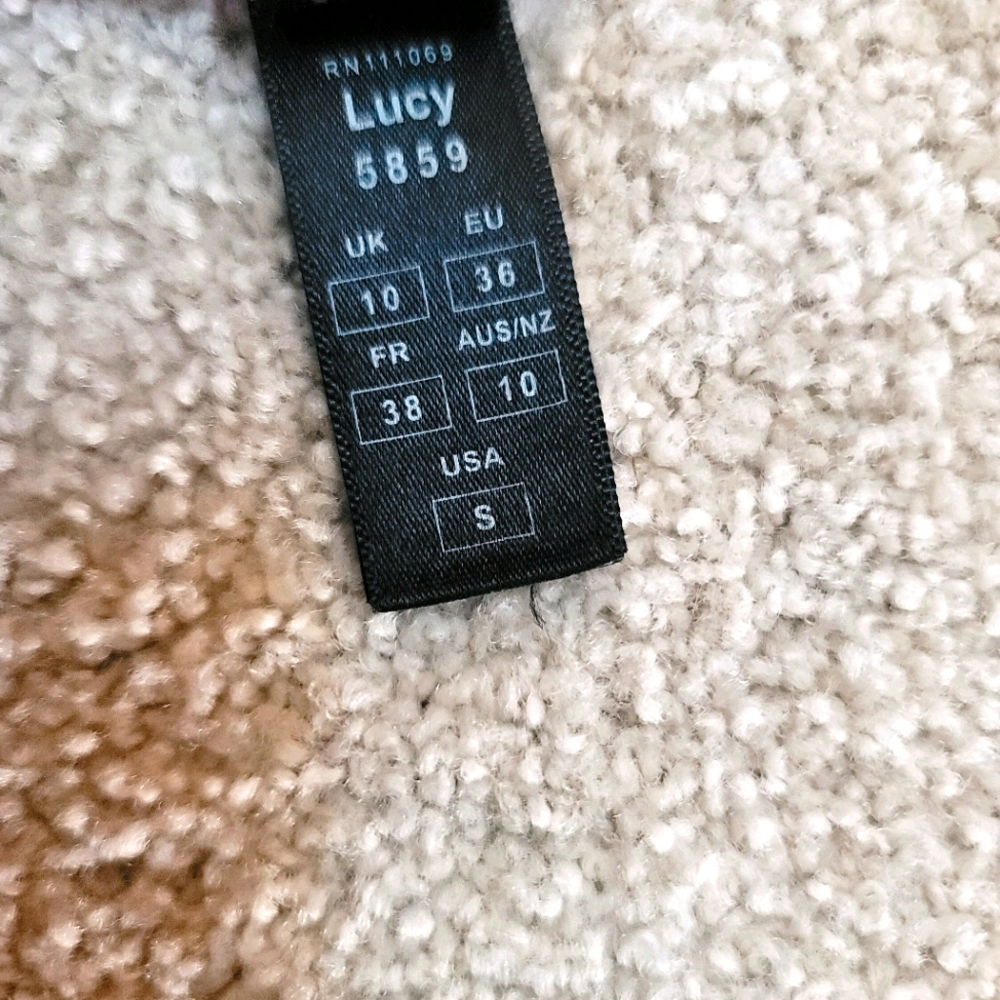 RN111069
Lucy
5859
UK EU
10 36
FR AUS/NZ
38 10
USA
S